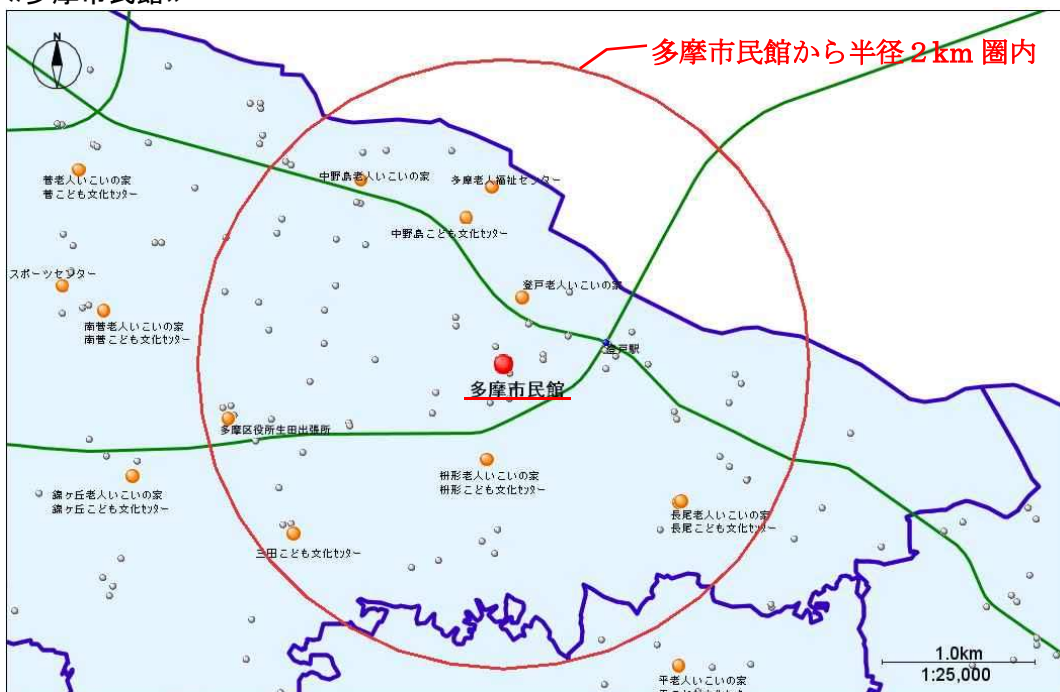 ≪多摩市民館≫
N
多摩市民館から半径２km 圏内
菅老人いこいの家
菅こども文化センター
中野島老人いこいの家
多摩老人福祉センター
中野島こども文化センター
スポーツセンター
登戸老人いこいの家
南菅老人いこいの家
南菅こども文化センター
登戸駅
多摩市民館
多摩区役所生田出張所
枡形老人いこいの家
枡形こども文化センター
錦ヶ丘老人いこいの家
錦ヶ丘こども文化センター
長尾老人いこいの家
長尾こども文化センター
三田こども文化センター
1.0km
1:25,000
平老人いこいの家